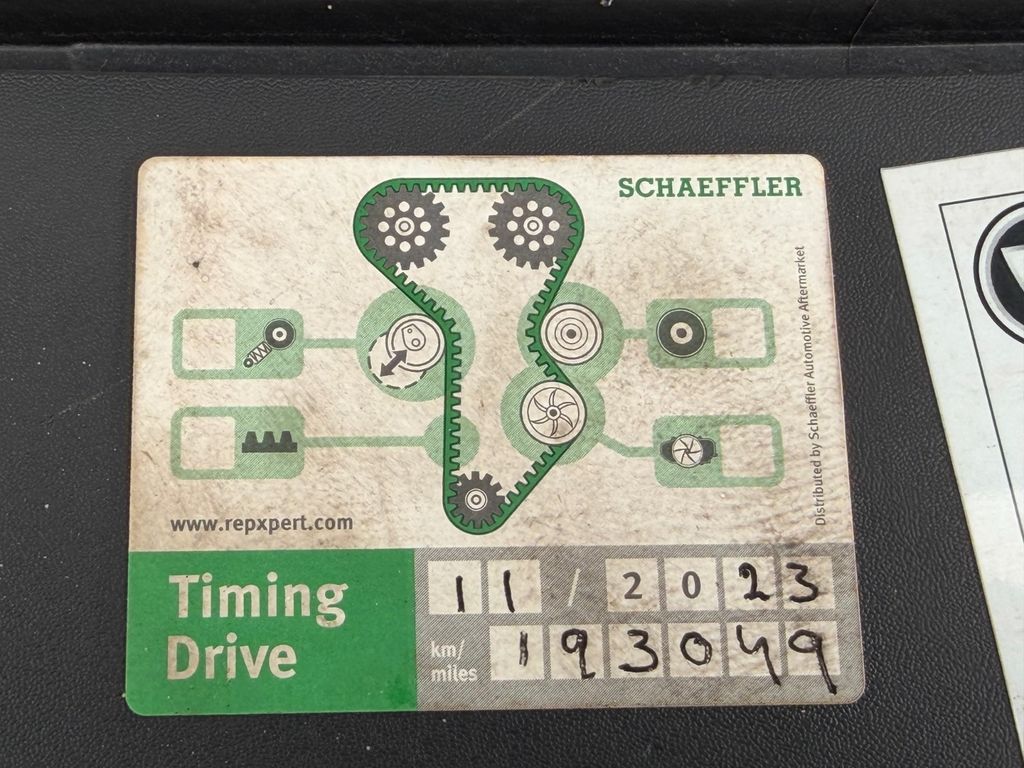 SCHAEFFLER
Distributed by Schaeffler Automotive Aftermarket
www.repxpert.com
Timing
Drive
11 / 2023
km/
miles
193049